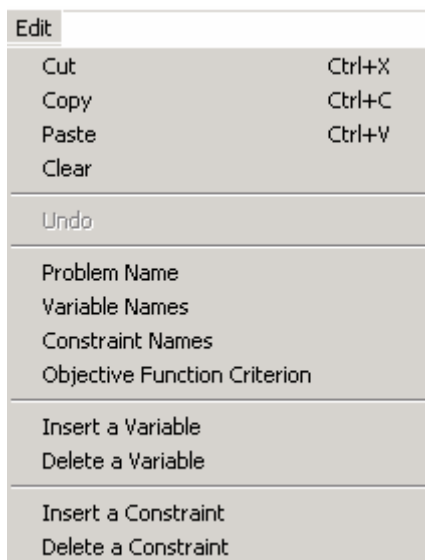 Edit
Cut Ctrl+X
Copy Ctrl+C
Paste Ctrl+V
Clear
Undo
Problem Name
Variable Names
Constraint Names
Objective Function Criterion
Insert a Variable
Delete a Variable
Insert a Constraint
Delete a Constraint